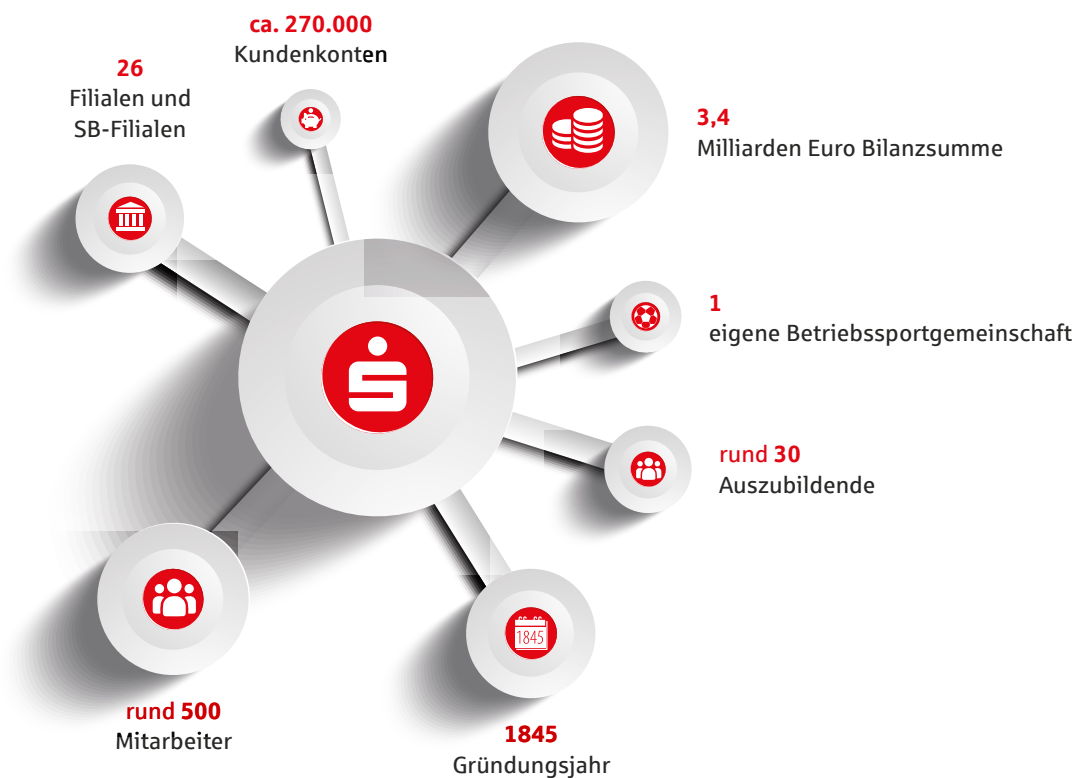 ca. 270.000
Kundenkonten
26
Filialen und
SB-Filialen
3,4
Milliarden Euro Bilanzsumme
1
eigene Betriebssportgemeinschaft
rund 30
Auszubildende
1845
rund 500
Mitarbeiter
1845
Gründungsjahr